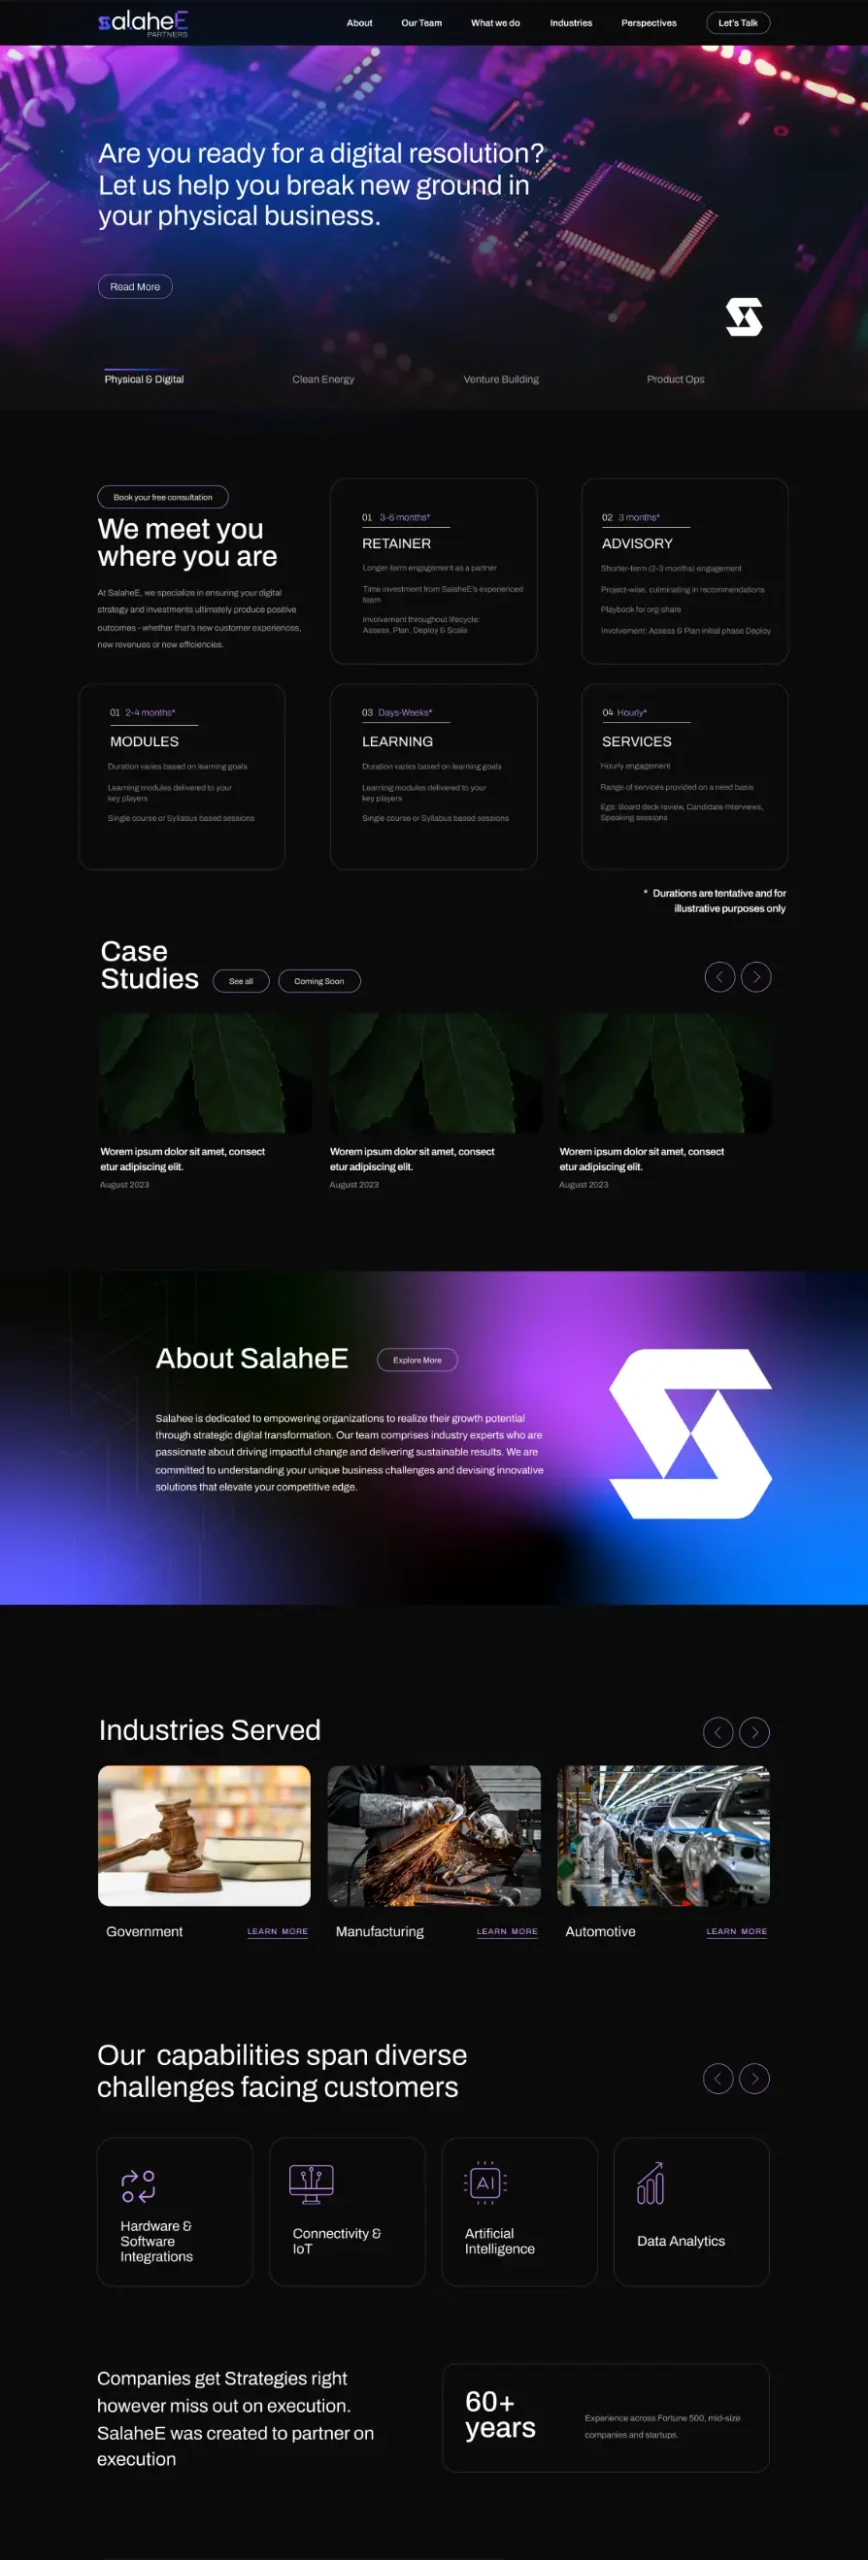 salaheE
PARTNERS
About
Our Team
What we do
Industries
Perspectives
Let's Talk
Are you ready for a digital resolution?
Let us help you break new ground in
your physical business.
Read More
Physical & Digital
Clean Energy
Venture Building
Product Ops
Book your free consultation
We meet you
where you are
At SalaheE, we specialize in ensuring your digital
strategy and investments ultimately produce positive
outcomes - whether that's new customer experiences,
new revenues or new efficiencies.
01 3-6 months*
RETAINER
Longer-term engagement as a partner
Time investment from SalaheE's experienced
team
Involvement throughout lifecycle:
Assess, Plan, Deploy & Scale
02 3 months*
ADVISORY
Shorter-term (2-3 months) engagement
Project-wise, culminating in recommendations
Playbook for org-share
Involvement: Assess & Plan initial phase Deploy
01 2-4 months*
MODULES
Duration varies based on learning goals
Learning modules delivered to your
key players
Single course or Syllabus based sessions
03 Days-Weeks*
LEARNING
Duration varies based on learning goals
Learning modules delivered to your
key players
Single course or Syllabus based sessions
04 Hourly*
SERVICES
Hourly engagement
Range of services provided on a need basis
Egs: Board deck review, Candidate Interviews,
Speaking sessions
* Durations are tentative and for
illustrative purposes only
Case
Studies
See all
Coming Soon
Worem ipsum dolor sit amet, consect
etur adipiscing elit.
August 2023
Worem ipsum dolor sit amet, consect
etur adipiscing elit.
August 2023
Worem ipsum dolor sit amet, consect
etur adipiscing elit.
August 2023
About SalaheE
Explore More
Salahee is dedicated to empowering organizations to realize their growth potential
through strategic digital transformation. Our team comprises industry experts who are
passionate about driving impactful change and delivering sustainable results. We are
committed to understanding your unique business challenges and devising innovative
solutions that elevate your competitive edge.
Industries Served
Government
LEARN MORE
Manufacturing
LEARN MORE
Automotive
LEARN MORE
Our capabilities span diverse
challenges facing customers
Hardware &
Software
Integrations
Connectivity &
IoT
AI
Artificial
Intelligence
Data Analytics
Companies get Strategies right
however miss out on execution.
SalaheE was created to partner on
execution
60+
years
Experience across Fortune 500, mid-size
companies and startups.